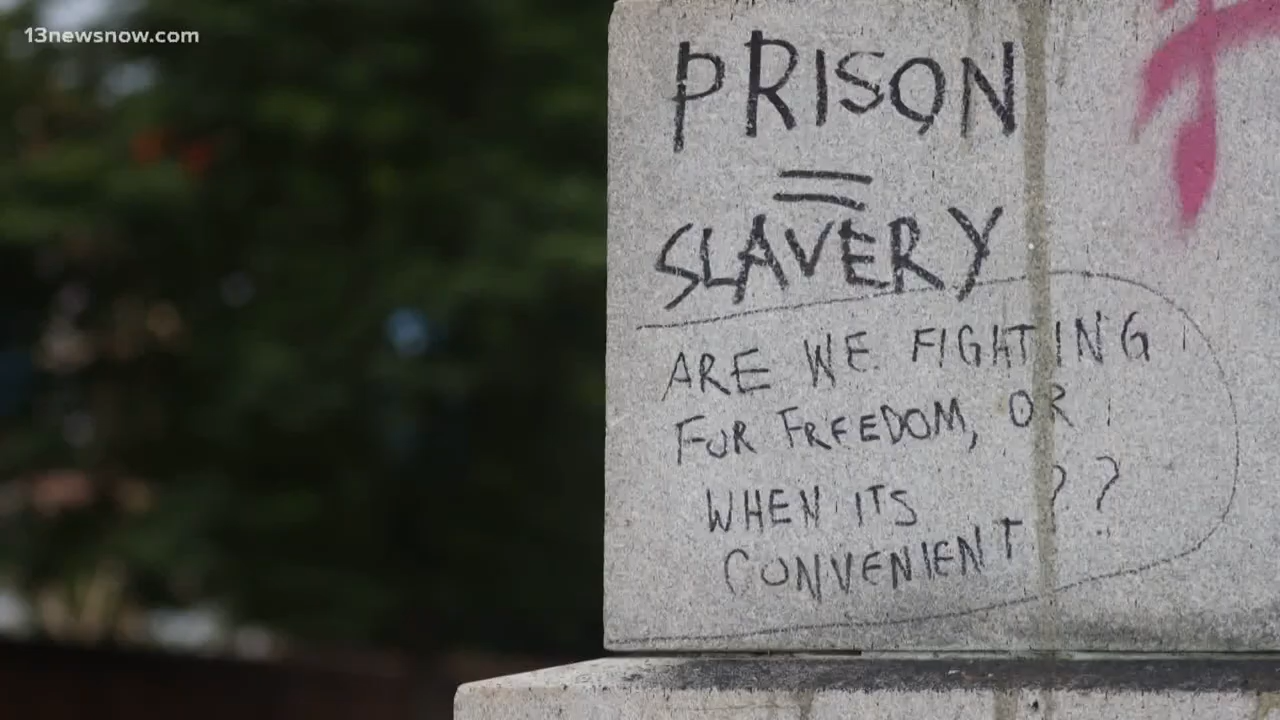 13newsnow.com
PRISON
=
SLAVERY
ARE WE FIGHTING
FOR FREEDOM, OR
WHEN ITS ??
CONVENIENT